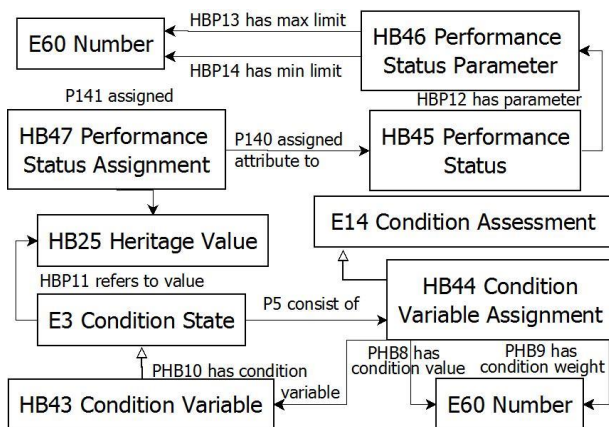 HBP13 has max limit
E60 Number
HB46 Performance
Status Parameter
HBP14 has min limit
P141 assigned
HBP12 has parameter
HB47 Performance
Status Assignment
P140 assigned
attribute to
HB45 Performance
Status
E14 Condition Assessment
HB25 Heritage Value
HBP11 refers to value
E3 Condition State
P5 consist of
HB44 Condition
Variable Assignment
PHB10 has condition
variable
PHB8 has
condition value
PHB9 has
condition weight
HB43 Condition Variable
E60 Number